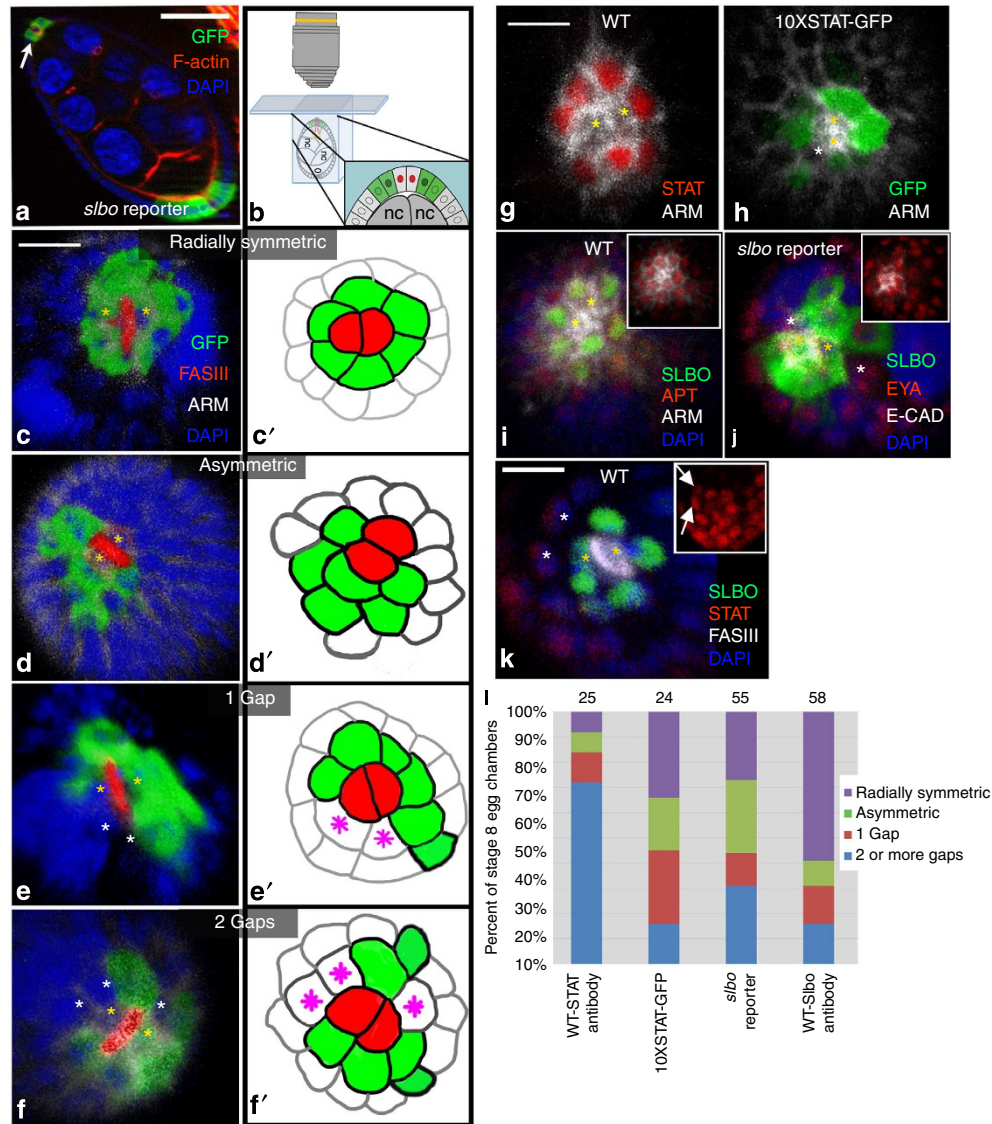 GFP
F-actin
DAPI
a
slbo reporter
b
nc
nc
O
nc
nc
g
WT
STAT
ARM
h
10XSTAT-GFP
GFP
ARM
Radially symmetric
c
GFP
FASIII
ARM
DAPI
c′
i
WT
SLBO
APT
ARM
DAPI
j
slbo reporter
SLBO
EYA
E-CAD
DAPI
Asymmetric
d
d′
k
WT
SLBO
STAT
FASIII
DAPI
1 Gap
e
e′
2 Gaps
f
f′
l
25 24 55 58
100%
90%
80%
70%
60%
50%
40%
30%
20%
10%
Percent of stage 8 egg chambers
WT-STAT
antibody
10XSTAT-GFP
slbo
reporter
WT-Slbo
antibody
Radially symmetric
Asymmetric
1 Gap
2 or more gaps